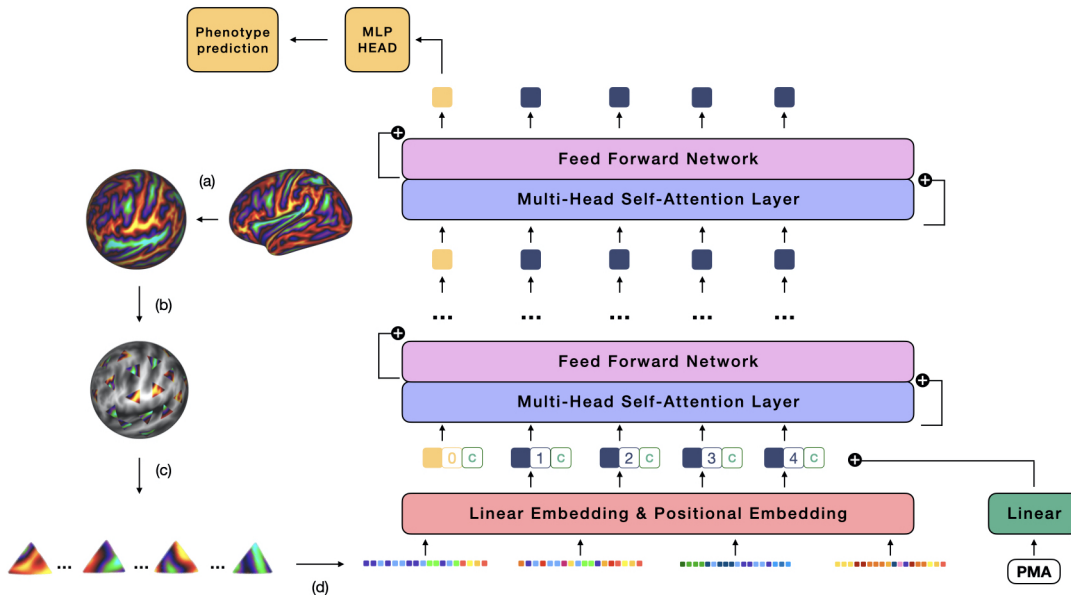 Phenotype
prediction
MLP
HEAD
(a)
Feed Forward Network
Multi-Head Self-Attention Layer
(b)
...
...
...
...
...
Feed Forward Network
Multi-Head Self-Attention Layer
(c)
0 C
1 C
2 C
3 C
4 C
Linear Embedding & Positional Embedding
Linear
... ... ...
(d)
PMA